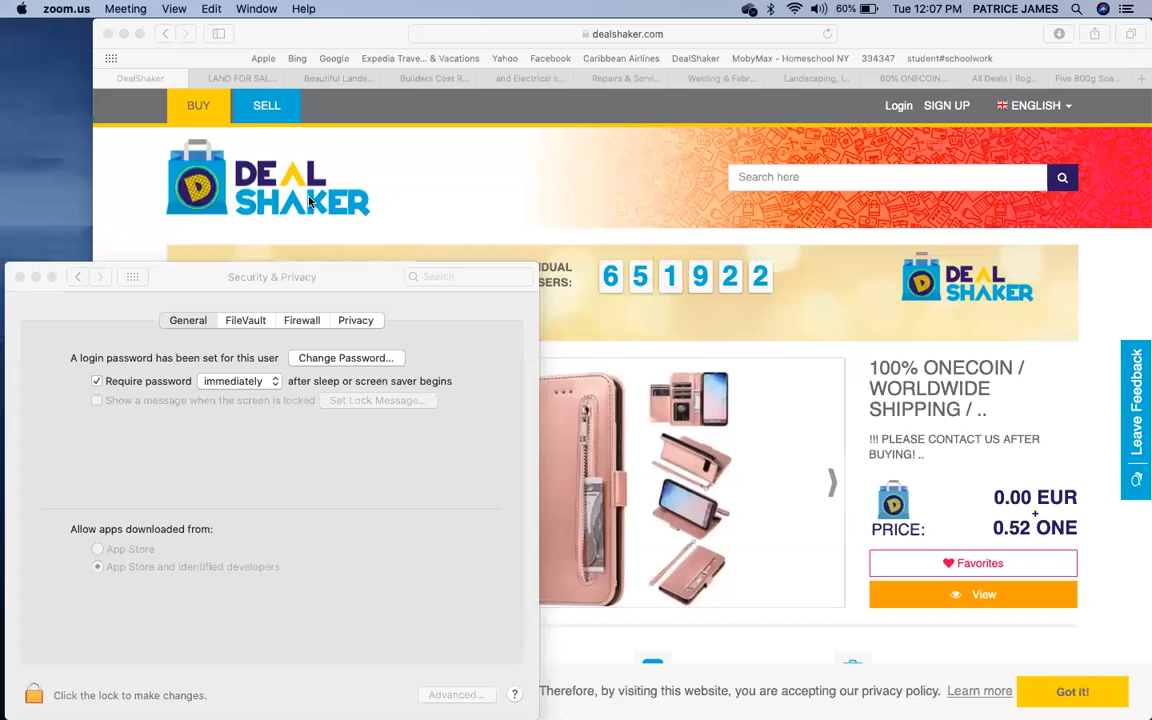 zoom.us Meeting View Edit Window Help 60% Tue 12:07 PM PATRICE JAMES
dealshaker.com
Apple Bing Google Expedia Trave... & Vacations Yahoo Facebook Caribbean Airlines DealShaker MobyMax - Homeschool NY 334347 student#schoolwork
DealShaker LAND FOR SAL... Beautiful Lands... Builders Cost R... and Electrical s... Repairs & Servi... Welding & Fabr... Landscaping, I... 60% ONECOIN... All Deals | Rog... Five 800g Soa...
BUY SELL Login SIGN UP ENGLISH
DEAL
SHAKER
Search here
IDUAL
SERS:
6 5 1 9 2 2
D DEAL
SHAKER
Security & Privacy
Search
General FileVault Firewall Privacy
A login password has been set for this user Change Password...
Require password immediately after sleep or screen saver begins
Show a message when the screen is locked Set Lock Message...
Allow apps downloaded from:
App Store
App Store and identified developers
Click the lock to make changes. Advanced... ?
100% ONECOIN /
WORLDWIDE
SHIPPING / ..
!!! PLEASE CONTACT US AFTER
BUYING! ..
PRICE:
0.00 EUR
+
0.52 ONE
Favorites
View
Leave Feedback
Therefore, by visiting this website, you are accepting our privacy policy. Learn more Got it!